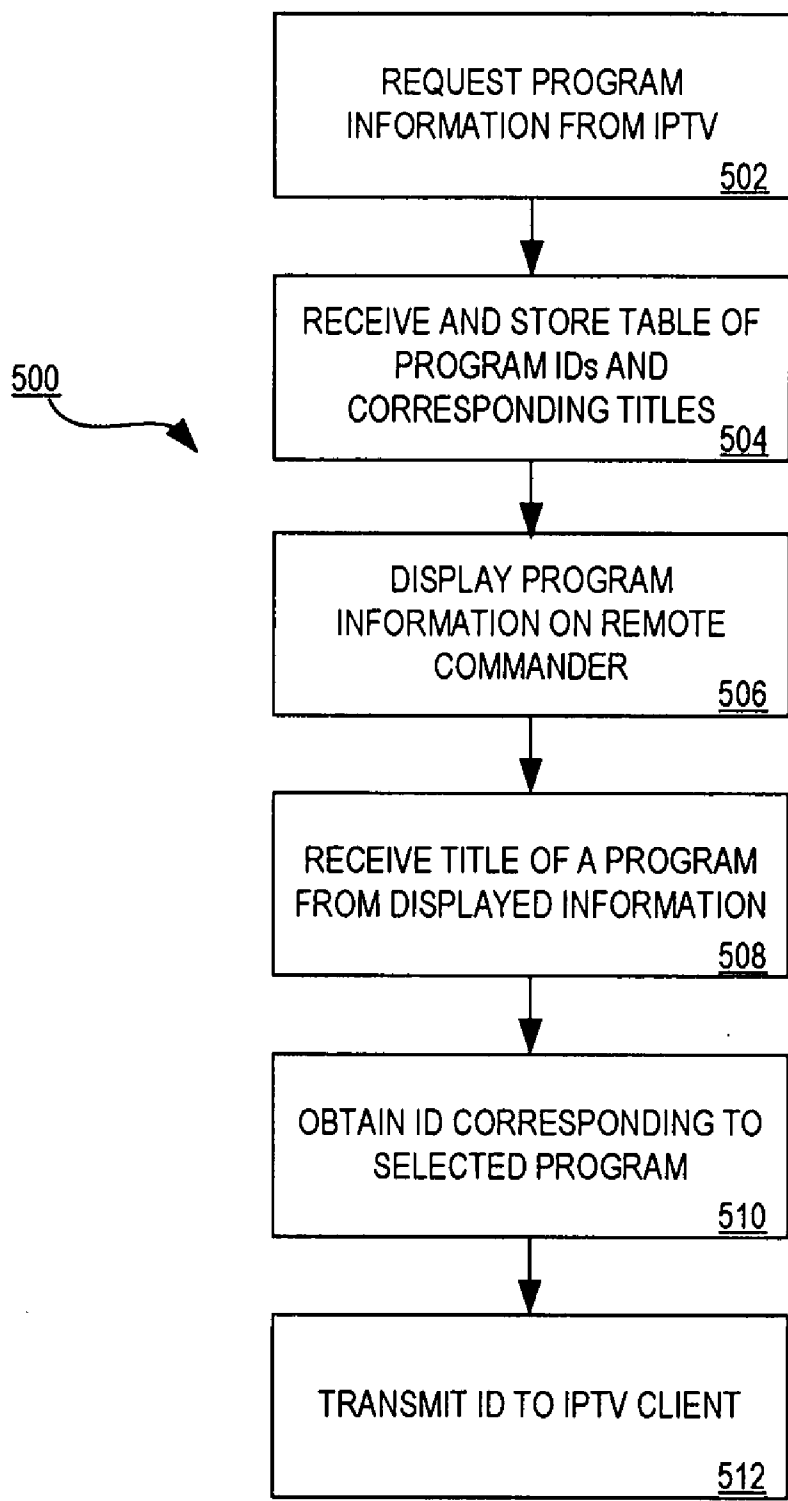 REQUEST PROGRAM
INFORMATION FROM IPTV
502
RECEIVE AND STORE TABLE OF
PROGRAM IDs AND
CORRESPONDING TITLES
504
500
DISPLAY PROGRAM
INFORMATION ON REMOTE
COMMANDER
506
RECEIVE TITLE OF A PROGRAM
FROM DISPLAYED INFORMATION
508
OBTAIN ID CORRESPONDING TO
SELECTED PROGRAM
510
TRANSMIT ID TO IPTV CLIENT
512